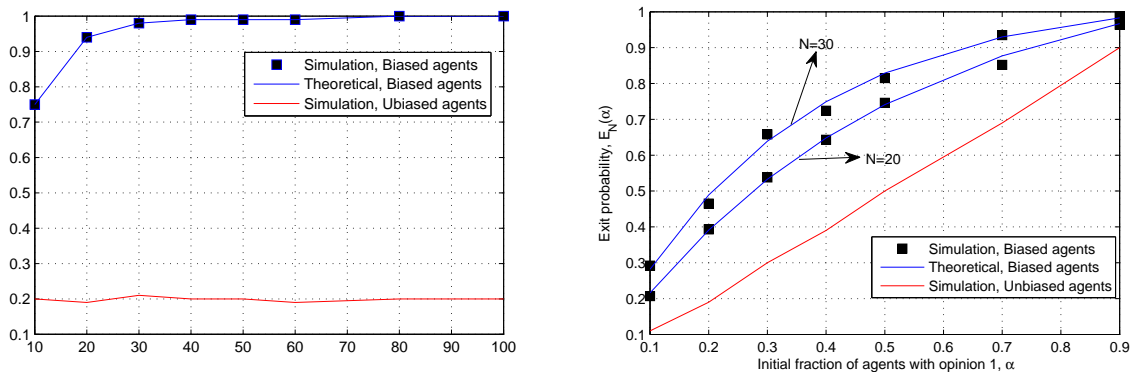 1
0.9
0.8
0.7
0.6
0.5
0.4
0.3
0.2
0.1
10 20 30 40 50 60 70 80 90 100
Simulation, Biased agents
Theoretical, Biased agents
Simulation, Ubiased agents
Exit probability, E_N(α)
1
0.9
0.8
0.7
0.6
0.5
0.4
0.3
0.2
0.1
0.1 0.2 0.3 0.4 0.5 0.6 0.7 0.8 0.9
Initial fraction of agents with opinion 1, α
N=30
N=20
Simulation, Biased agents
Theoretical, Biased agents
Simulation, Unbiased agents